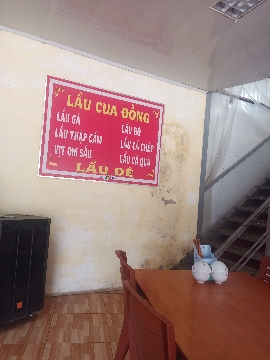 LẨU CUA ĐỒNG
LẨU GÀ
LẨU BÒ
LẨU THẬP CẨM
LẨU CÁ CHÉP
VỊT OM SẤU
LẨU CÁ QUẢ
LẨU DÊ